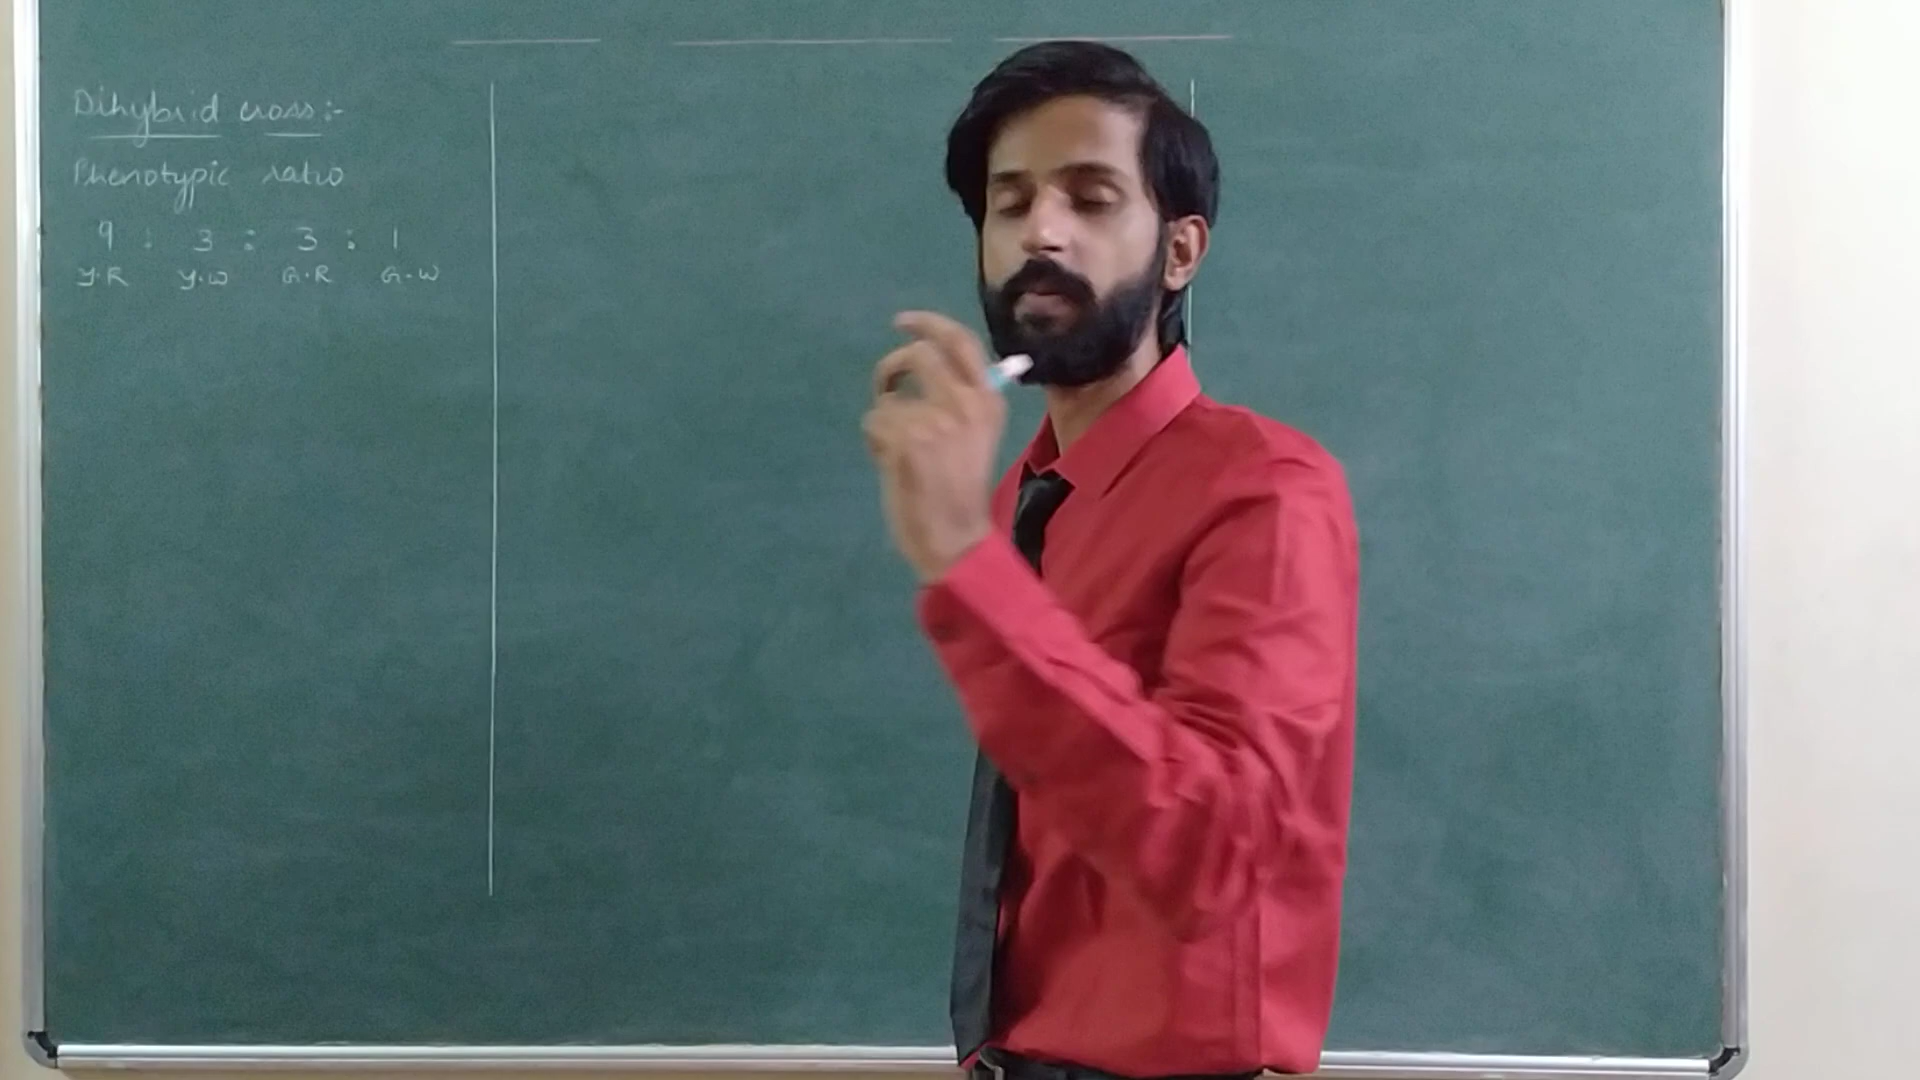 Dihybrid cross:-
Phenotypic ratio
9 : 3 : 3 : 1
Y.R Y.W G.R G.W